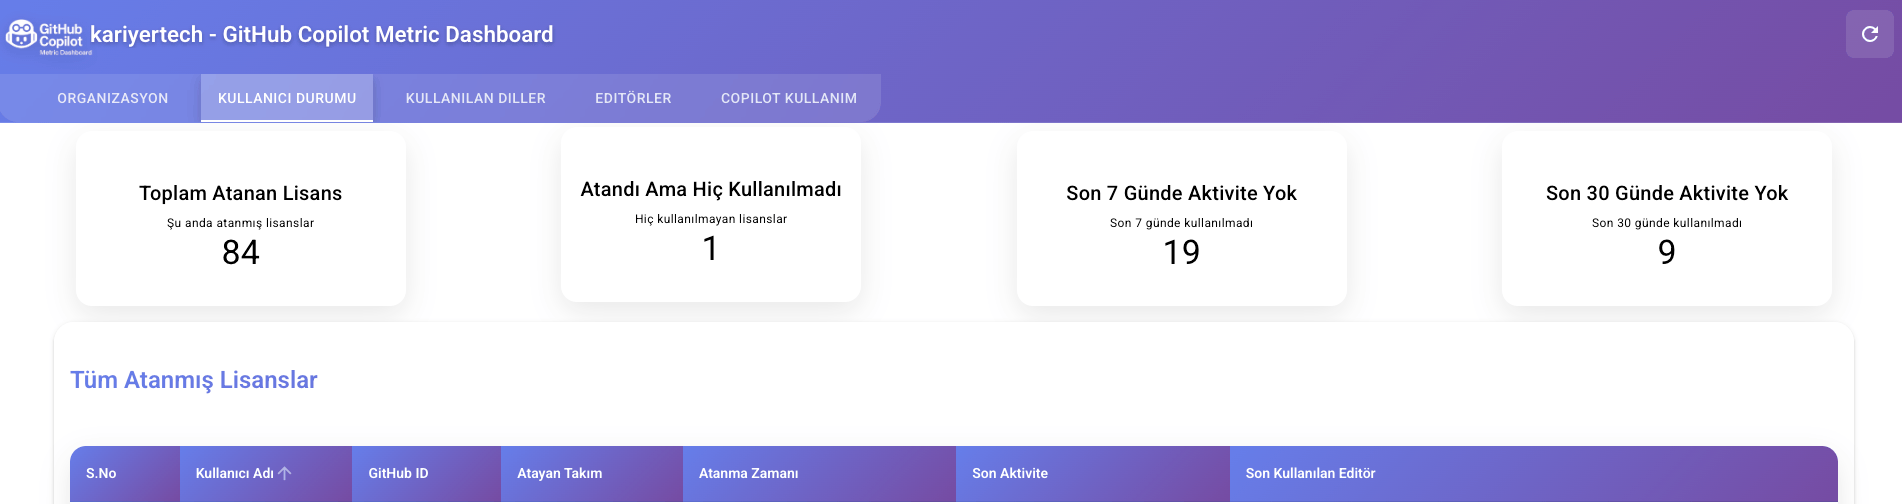 GitHub
Copilot
Metric Dashboard
kariyertech - GitHub Copilot Metric Dashboard
ORGANIZASYON
KULLANICI DURUMU
KULLANILAN DILLER
EDITÖRLER
COPILOT KULLANIM
Toplam Atanan Lisans
Şu anda atanmış lisanslar
84
Atandı Ama Hiç Kullanılmadı
Hiç kullanılmayan lisanslar
1
Son 7 Günde Aktivite Yok
Son 7 günde kullanılmadı
19
Son 30 Günde Aktivite Yok
Son 30 günde kullanılmadı
9
Tüm Atanmış Lisanslar
S.No
Kullanıcı Adı
GitHub ID
Atayan Takım
Atanma Zamanı
Son Aktivite
Son Kullanılan Editör